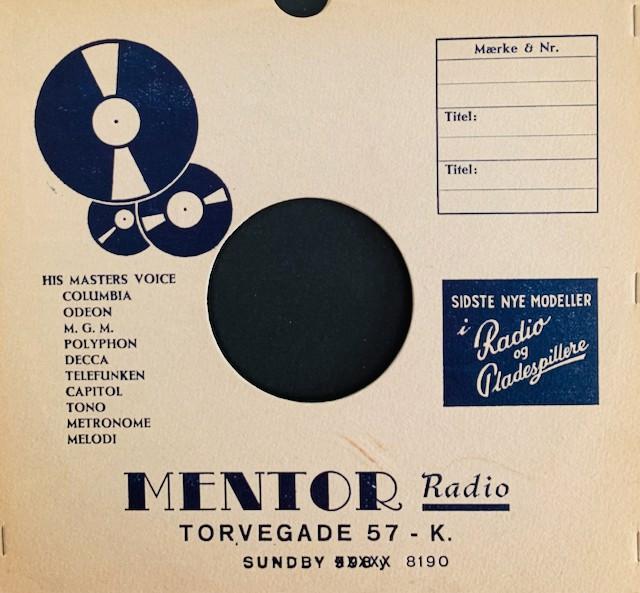 Mærke & Nr.
Titel:
Titel:
HIS MASTERS VOICE
COLUMBIA
ODEON
M. G. M.
POLYPHON
DECCA
TELEFUNKEN
CAPITOL
TONO
METRONOME
MELODI
SIDSTE NYE MODELLER
i Radio
og
Pladespillere
MENTOR Radio
TORVEGADE 57 - K.
SUNDBY 8190